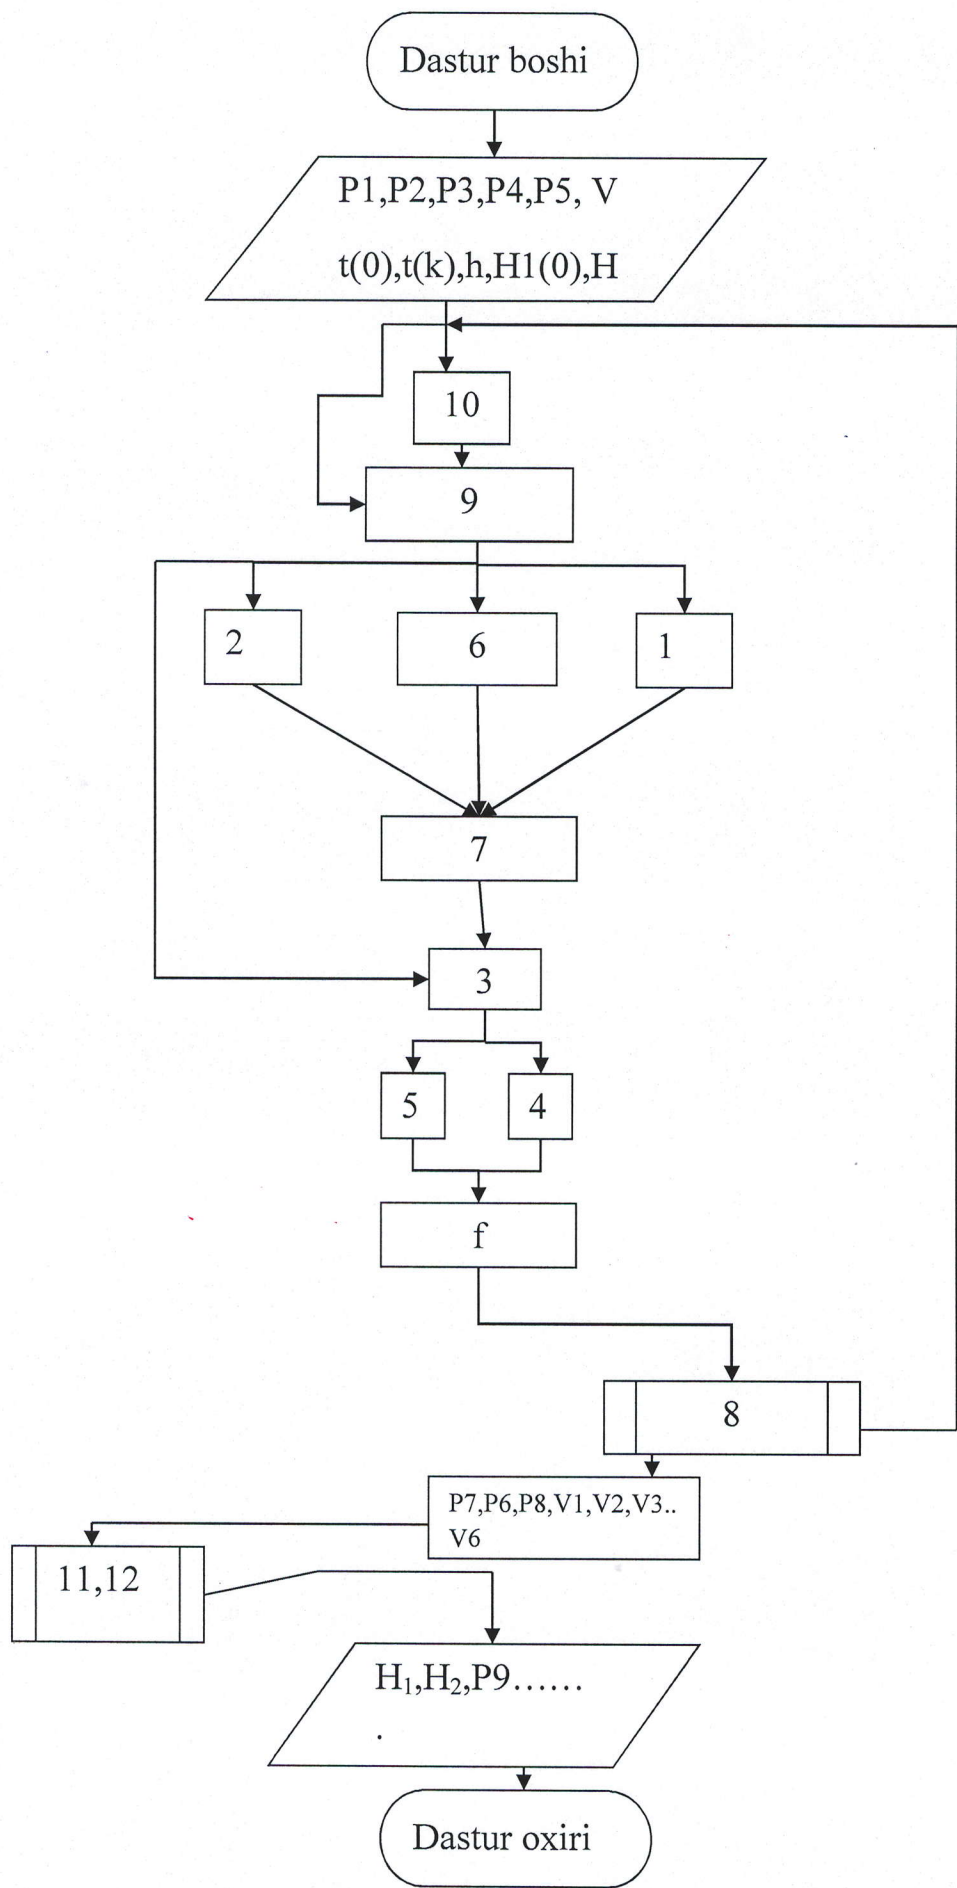 Dastur boshi
P1,P2,P3,P4,P5, V
t(0),t(k),h,H1(0),H
10
9
2
6
1
7
3
5
4
f
8
P7,P6,P8,V1,V2,V3..
V6
11,12
H₁,H₂,P9……
.
Dastur oxiri